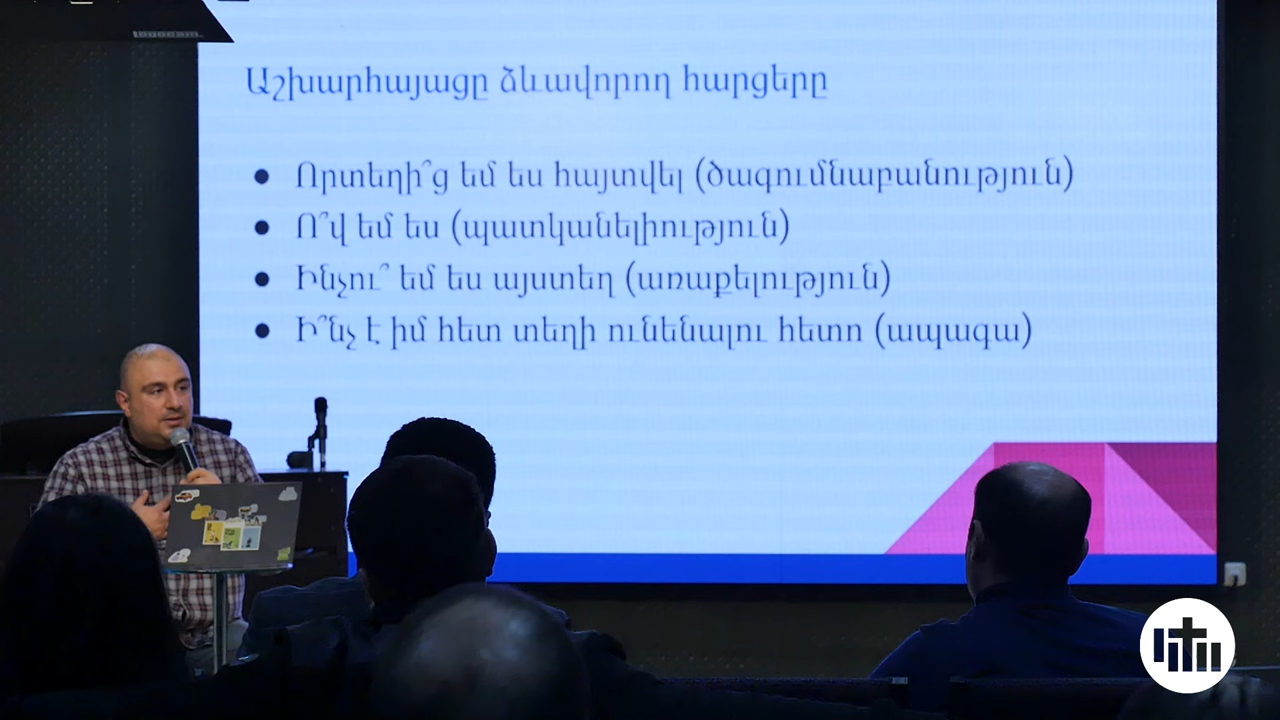 Աշխարհայացը ձևավորող հարցերը
● Որտեղի՞ց եմ ես հայտվել (ծագումնաբանություն)
● Ո՞վ եմ ես (պատկանելիություն)
● Ինչու՞ եմ ես այստեղ (առաքելություն)
● Ի՞նչ է իմ հետ տեղի ունենալու հետո (ապագա)